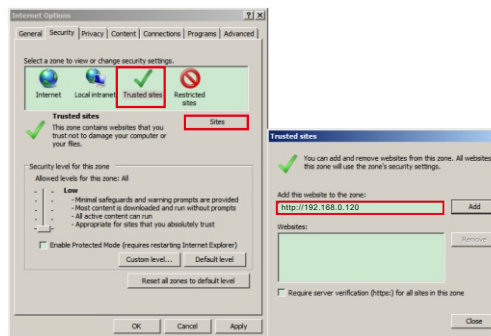 Internet Options
General Security Privacy Content Connections Programs Advanced
Select a zone to view or change security settings.
Internet
Local intranet
Trusted sites
Restricted
sites
Trusted sites
This zone contains websites that you
trust not to damage your computer or
your files.
Sites
Security level for this zone
Allowed levels for this zone: All
Low
- Minimal safeguards and warning prompts are provided
- Most content is downloaded and run without prompts
- All active content can run
- Appropriate for sites that you absolutely trust
Enable Protected Mode (requires restarting Internet Explorer)
Custom level... Default level
Reset all zones to default level
OK Cancel Apply
Trusted sites
You can add and remove websites from this zone. All websites
this zone will use the zone's security settings.
Add this website to the zone:
http://192.168.0.120
Add
Websites:
Remove
Require server verification (https:) for all sites in this zone
Close